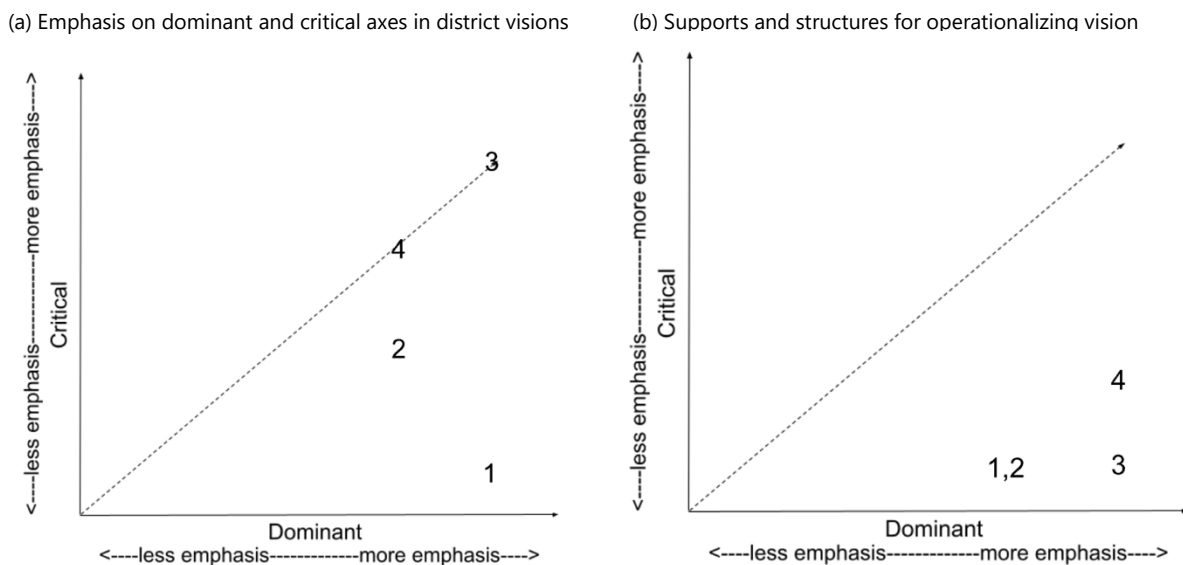 (a) Emphasis on dominant and critical axes in district visions
<----less emphasis-------------more emphasis---->
Critical
3
4
2
1
Dominant
<----less emphasis-------------more emphasis---->
(b) Supports and structures for operationalizing vision
<----less emphasis-------------more emphasis---->
Critical
4
1,2
3
Dominant
<----less emphasis-------------more emphasis---->